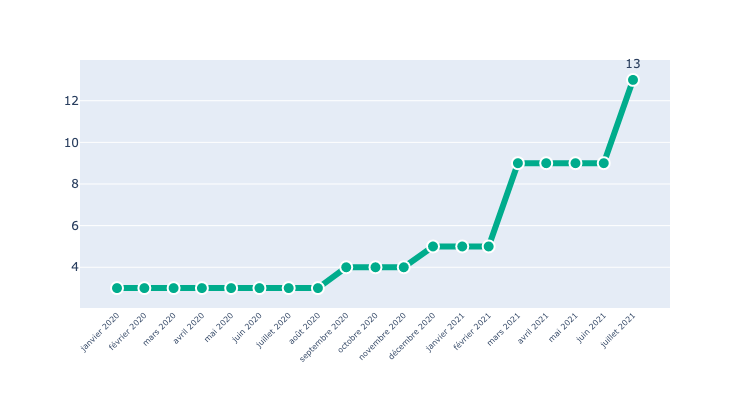 13
12
10
8
6
4
janvier 2020
février 2020
mars 2020
avril 2020
mai 2020
juin 2020
juillet 2020
août 2020
septembre 2020
octobre 2020
novembre 2020
décembre 2020
janvier 2021
février 2021
mars 2021
avril 2021
mai 2021
juin 2021
juillet 2021